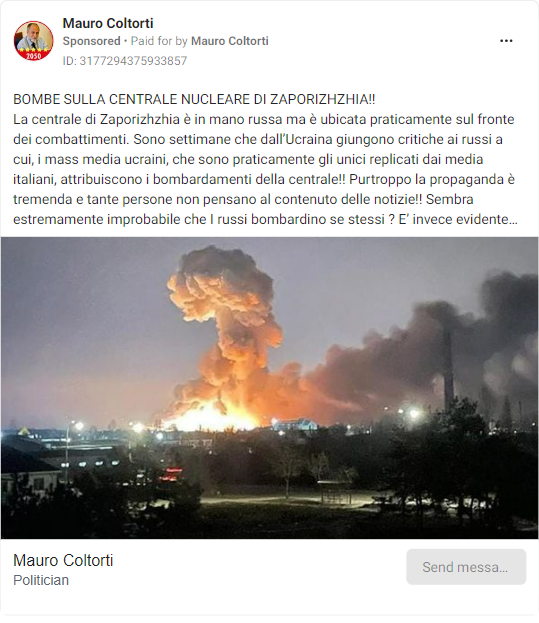 Mauro Coltorti
Sponsored • Paid for by Mauro Coltorti
ID: 3177294375933857
2050
BOMBE SULLA CENTRALE NUCLEARE DI ZAPORIZHZHIA!!
La centrale di Zaporizhzhia è in mano russa ma è ubicata praticamente sul fronte
dei combattimenti. Sono settimane che dall'Ucraina giungono critiche ai russi a
cui, i mass media ucraini, che sono praticamente gli unici replicati dai media
italiani, attribuiscono i bombardamenti della centrale!! Purtroppo la propaganda è
tremenda e tante persone non pensano al contenuto delle notizie!! Sembra
estremamente improbabile che I russi bombardino se stessi ? E' invece evidente...
Mauro Coltorti
Politician
Send messa...